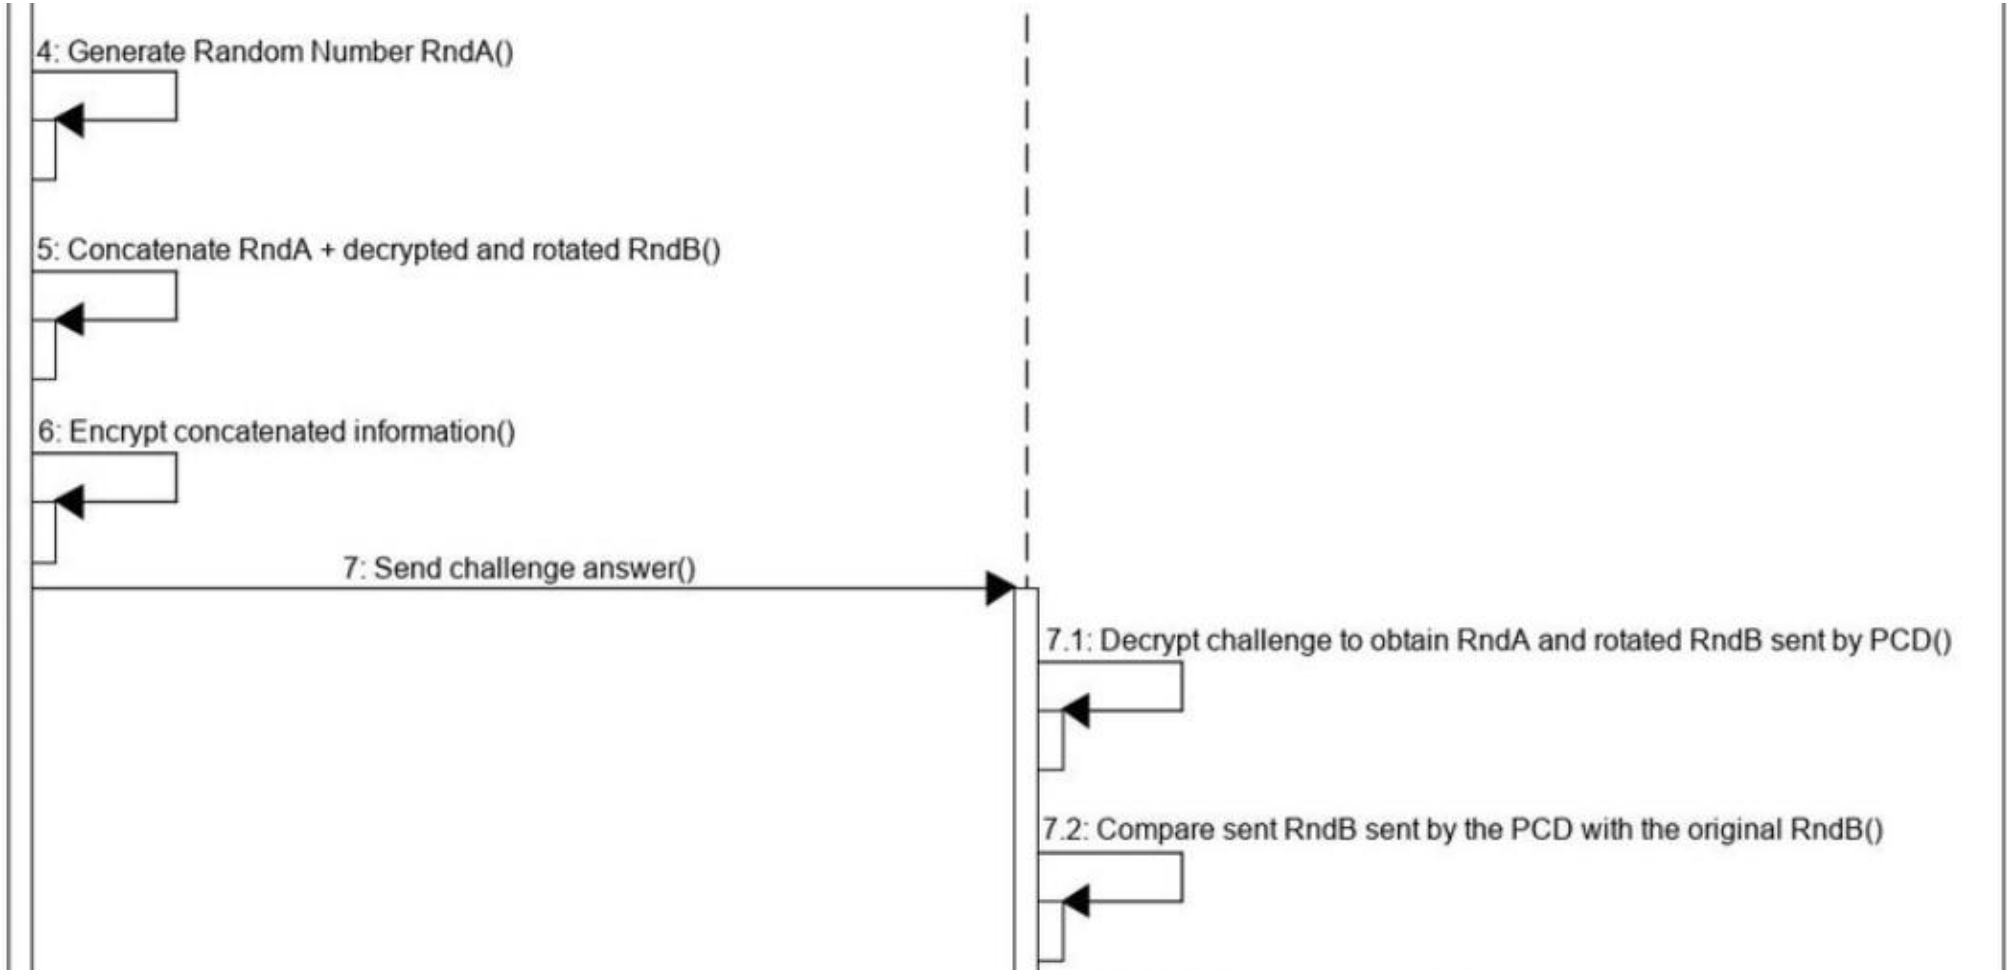 4: Generate Random Number RndA()
5: Concatenate RndA + decrypted and rotated RndB()
6: Encrypt concatenated information()
7: Send challenge answer()
7.1: Decrypt challenge to obtain RndA and rotated RndB sent by PCD()
7.2: Compare sent RndB sent by the PCD with the original RndB()